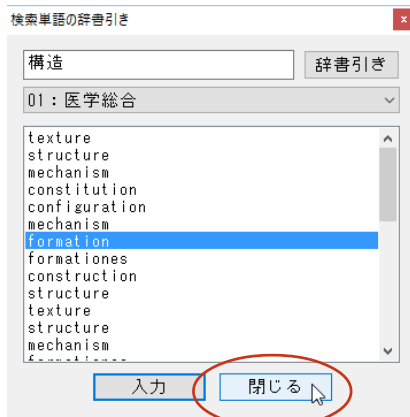 検索単語の辞書引き
構造
辞書引き
01：医学総合
texture
structure
mechanism
constitution
configuration
mechanism
formation
formationes
construction
structure
texture
structure
mechanism
入力
閉じる